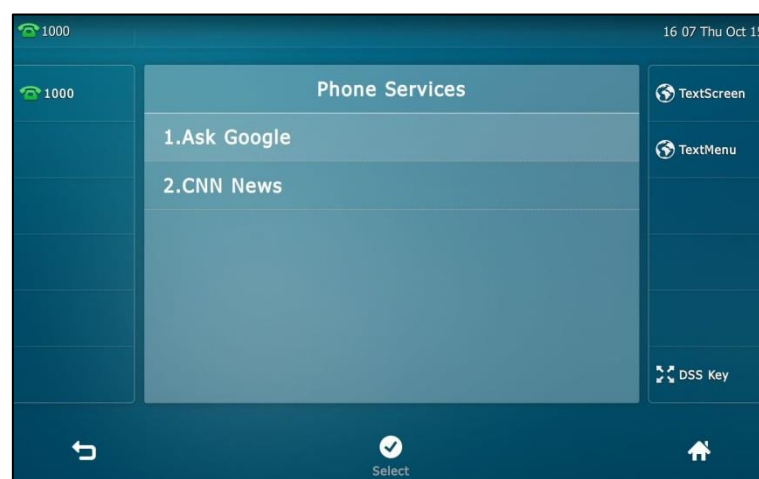 1000
16 07 Thu Oct 15
1000
Phone Services
TextScreen
1.Ask Google
TextMenu
2.CNN News
DSS Key
Select